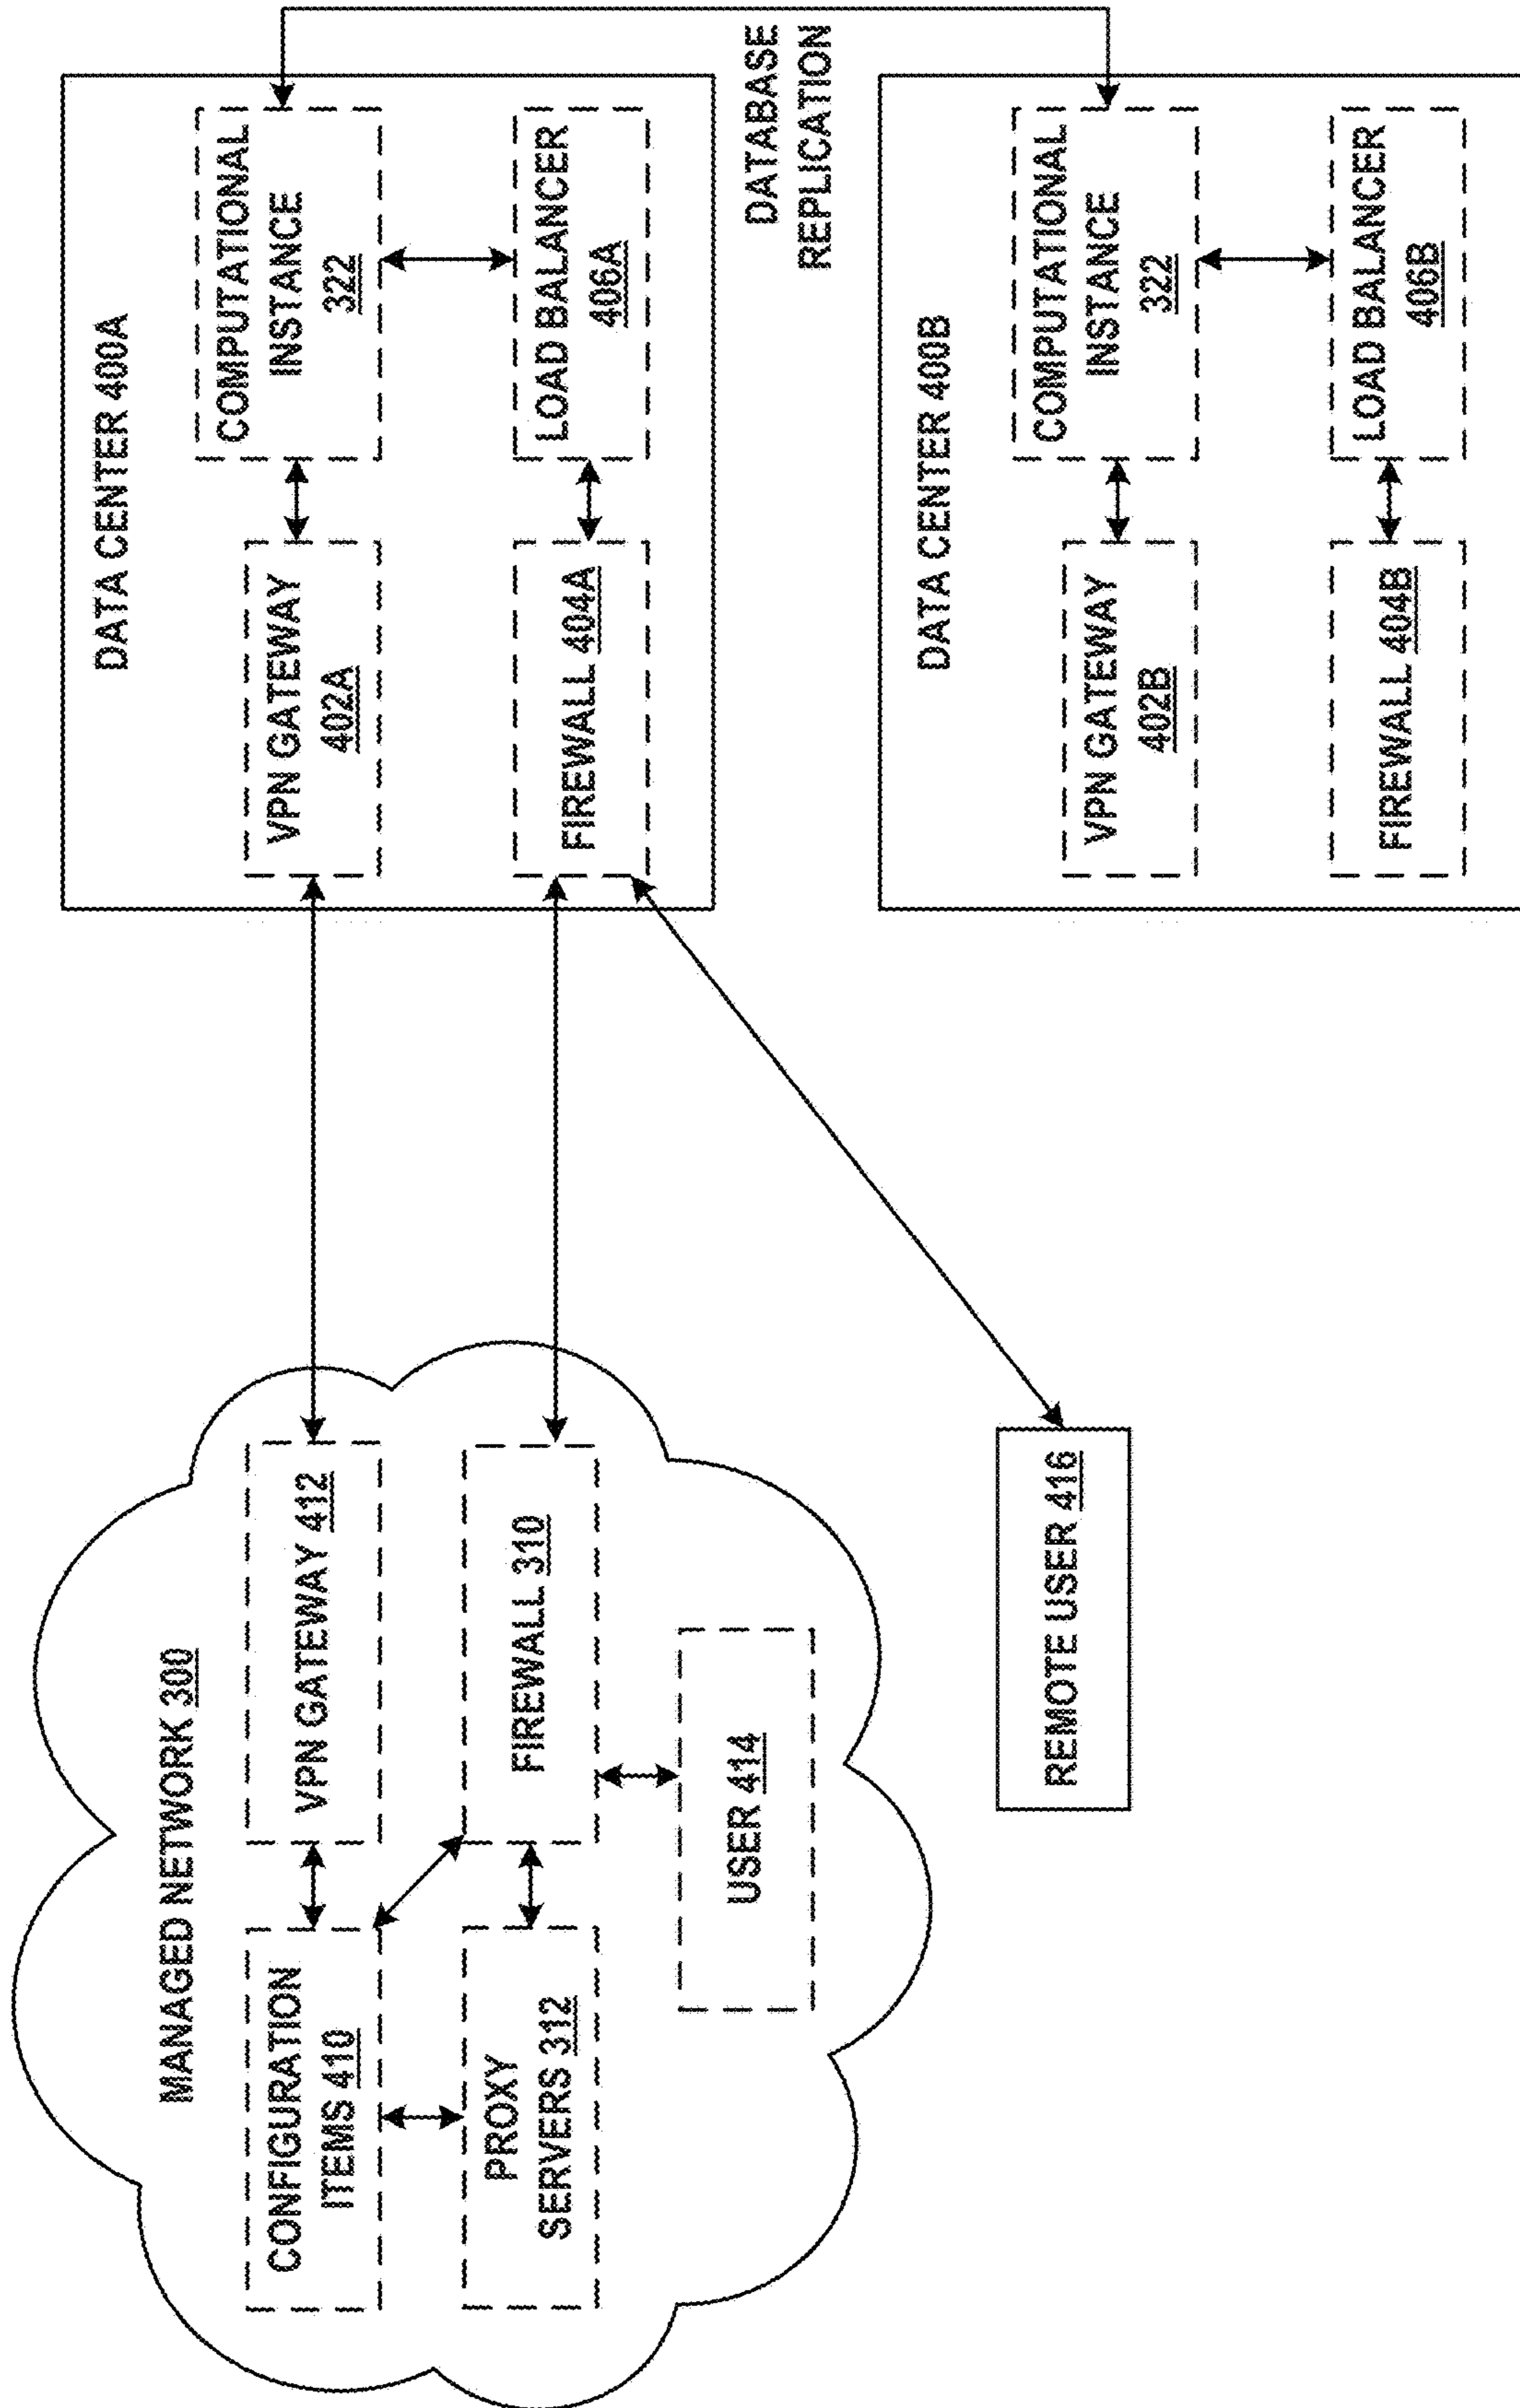 MANAGED NETWORK 300
CONFIGURATION
ITEMS 410
VPN GATEWAY 412
PROXY
SERVERS 312
FIREWALL 310
USER 414
REMOTE USER 416
DATA CENTER 400A
VPN GATEWAY
402A
COMPUTATIONAL
INSTANCE
322
FIREWALL 404A
LOAD BALANCER
406A
DATABASE
REPLICATION
DATA CENTER 400B
VPN GATEWAY
402B
COMPUTATIONAL
INSTANCE
322
FIREWALL 404B
LOAD BALANCER
406B